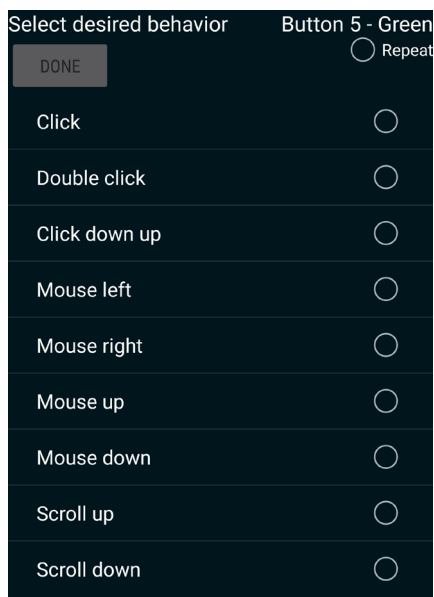 Select desired behavior
Button 5 - Green
DONE
Repeat
Click
Double click
Click down up
Mouse left
Mouse right
Mouse up
Mouse down
Scroll up
Scroll down